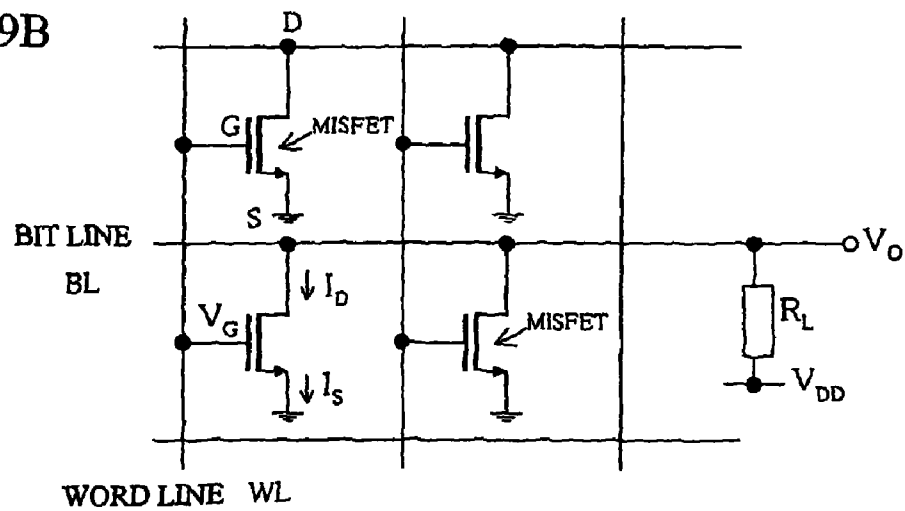 9B
D
G MISFET
S
BIT LINE
BL
V_O
I_D
V_G
MISFET
R_L
I_S
V_DD
WORD LINE WL